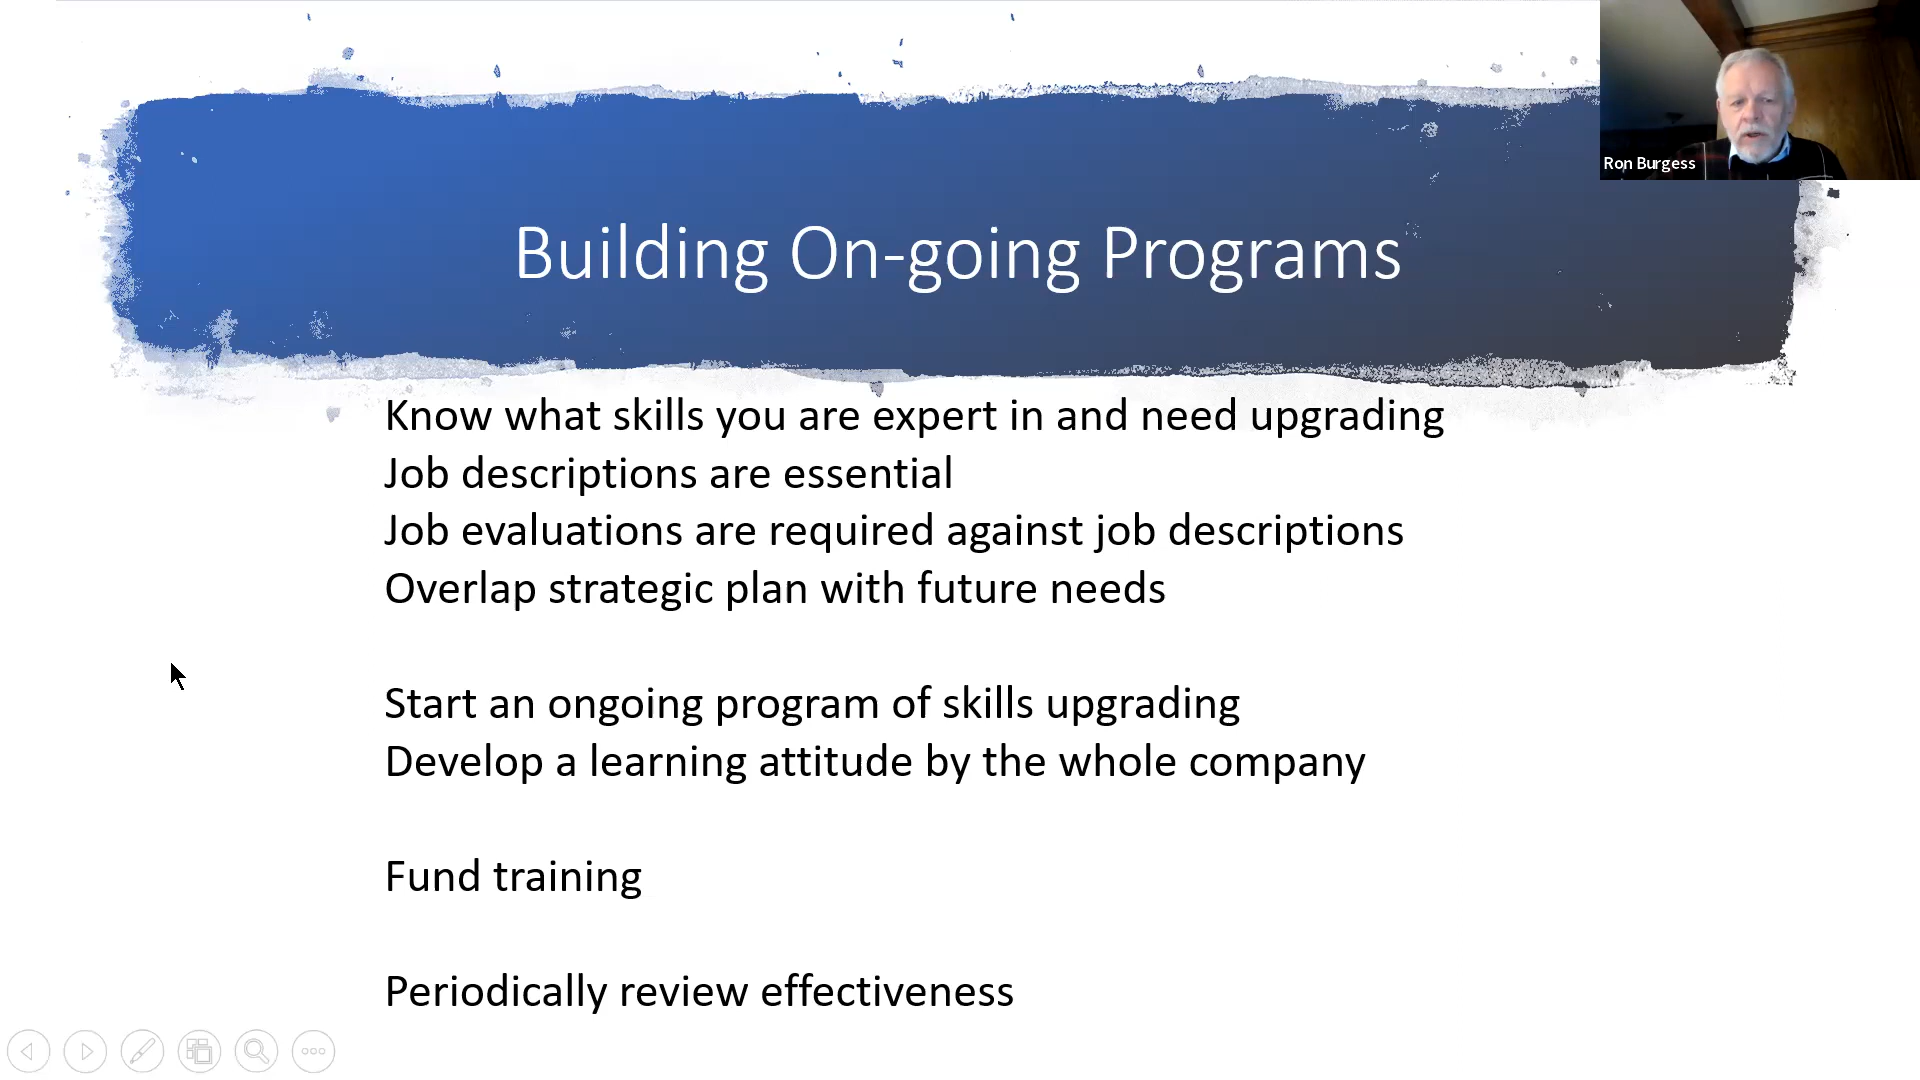 Ron Burgess
Building On-going Programs
Know what skills you are expert in and need upgrading
Job descriptions are essential
Job evaluations are required against job descriptions
Overlap strategic plan with future needs
Start an ongoing program of skills upgrading
Develop a learning attitude by the whole company
Fund training
Periodically review effectiveness